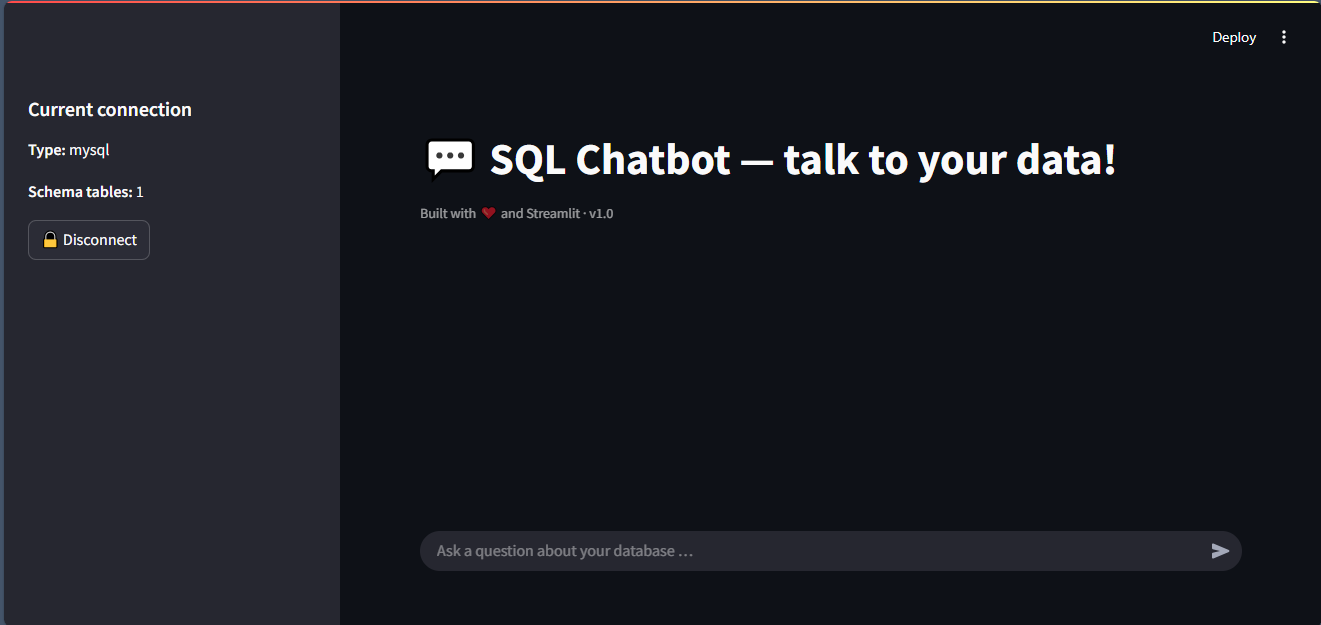 Deploy
Current connection
Type: mysql
Schema tables: 1
Disconnect
SQL Chatbot — talk to your data!
Built with ❤️ and Streamlit · v1.0
Ask a question about your database …